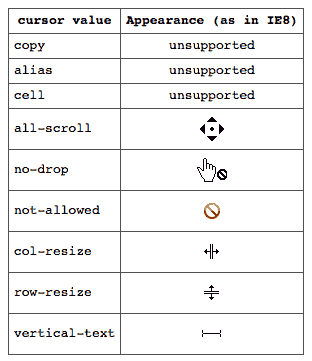 cursor value Appearance (as in IE8)
copy unsupported
alias unsupported
cell unsupported
all-scroll
no-drop
not-allowed
col-resize
row-resize
vertical-text